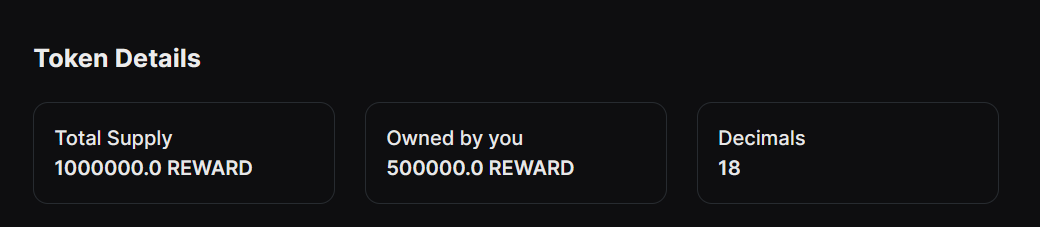 Token Details
Total Supply
1000000.0 REWARD
Owned by you
500000.0 REWARD
Decimals
18